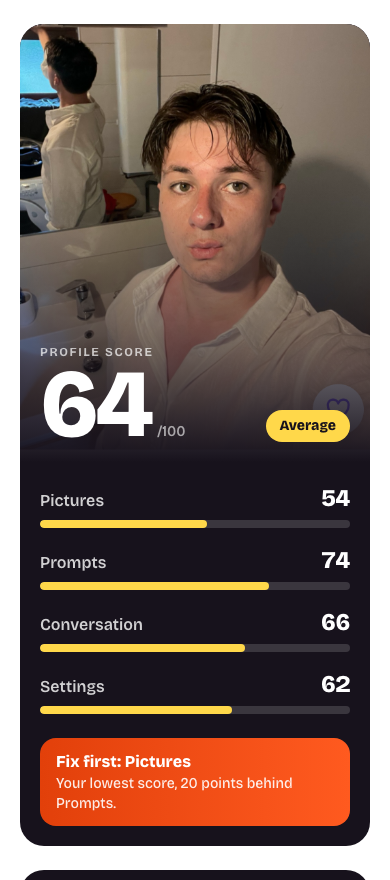 PROFILE SCORE
64 /100
Average
Pictures 54
Prompts 74
Conversation 66
Settings 62
Fix first: Pictures
Your lowest score, 20 points behind
Prompts.